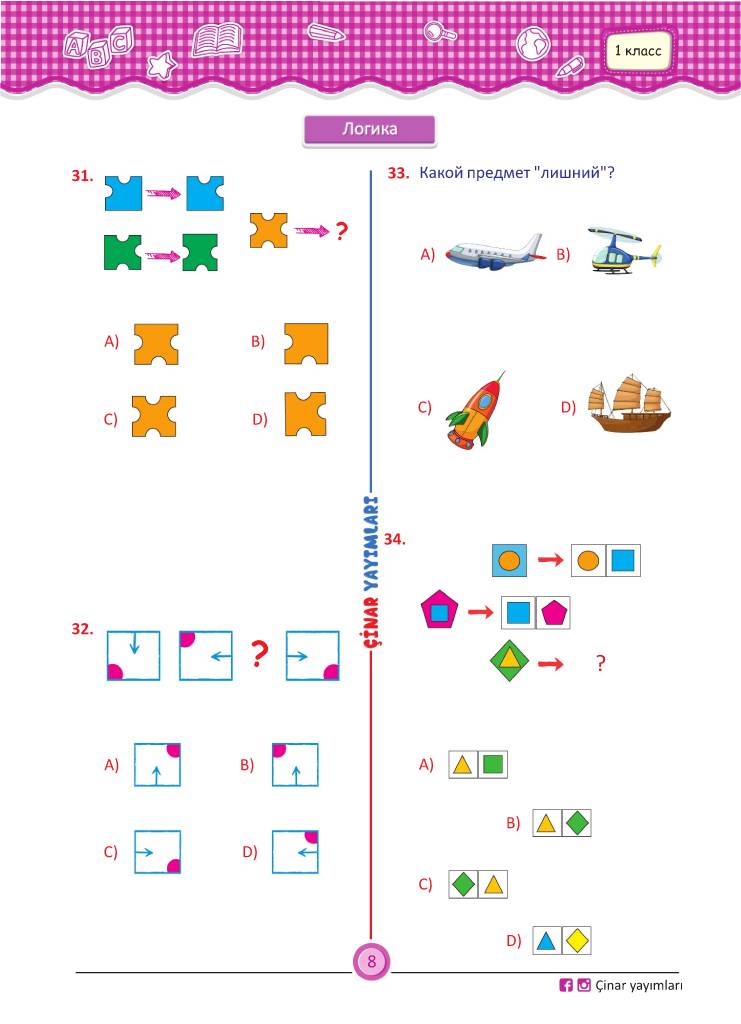 A B C
1 класс
Логика
31.
?
A)
B)
C)
D)
32.
?
A)
B)
C)
D)
ÇİNAR YAYIMLARI
33. Какой предмет "лишний"?
A)
B)
C)
D)
34.
?
A)
B)
C)
D)
8
Çinar yayımları